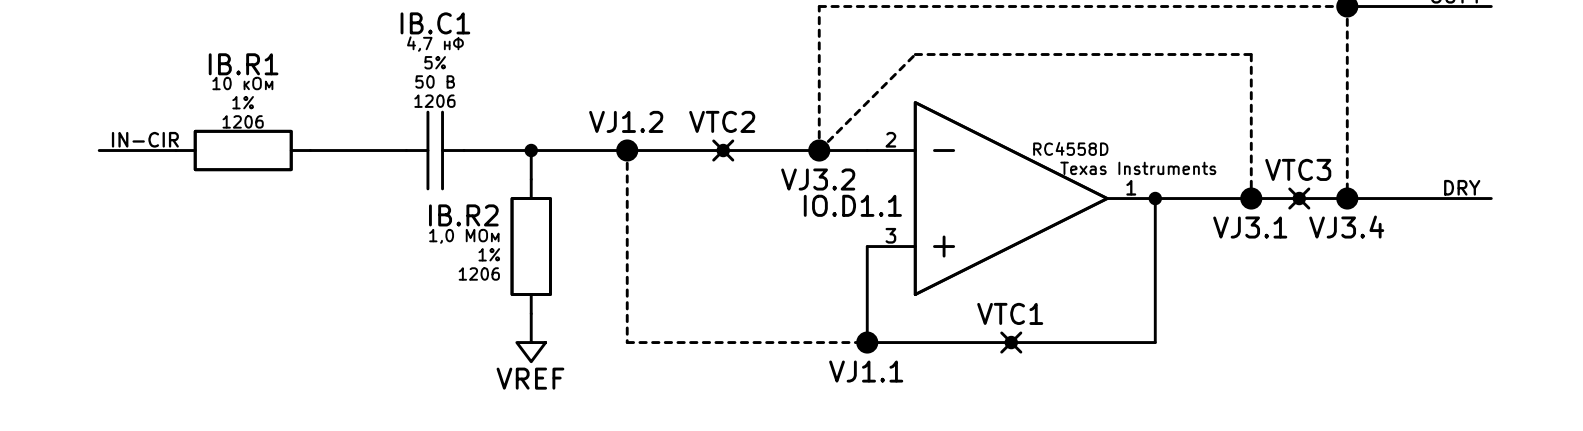 IB.C1
4,7 нФ
5%
50 В
1206
IB.R1
10 кОм
1%
1206
IN-CIR
VJ1.2
VTC2
2
VJ3.2
IO.D1.1
3
RC4558D
Texas Instruments
1
VTC3
DRY
VJ3.1
VJ3.4
IB.R2
1,0 МОм
1%
1206
VTC1
VREF
VJ1.1